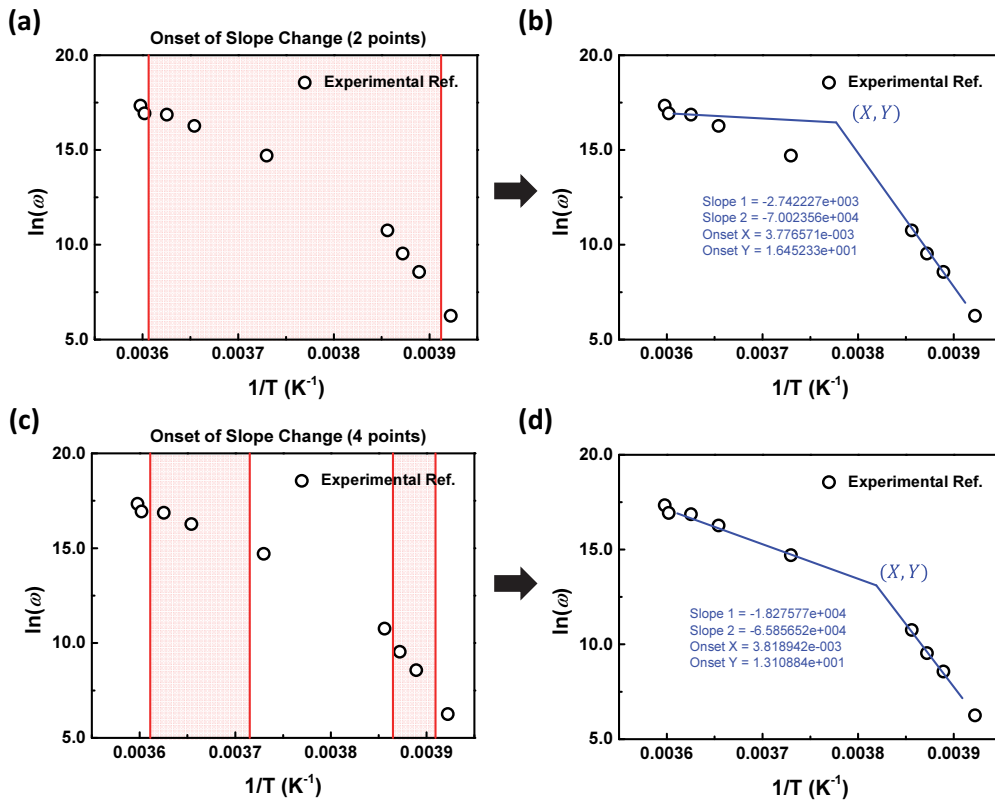 (a)
Onset of Slope Change (2 points)
20.0
15.0
10.0
5.0
ln(ω)
Experimental Ref.
0.0036 0.0037 0.0038 0.0039
1/T (K⁻¹)
(b)
20.0
15.0
10.0
5.0
ln(ω)
Experimental Ref.
(X,Y)
Slope 1 = -2.742227e+003
Slope 2 = -7.002356e+004
Onset X = 3.776571e-003
Onset Y = 1.645233e+001
0.0036 0.0037 0.0038 0.0039
1/T (K⁻¹)
(c)
Onset of Slope Change (4 points)
20.0
15.0
10.0
5.0
ln(ω)
Experimental Ref.
0.0036 0.0037 0.0038 0.0039
1/T (K⁻¹)
(d)
20.0
15.0
10.0
5.0
ln(ω)
Experimental Ref.
(X,Y)
Slope 1 = -1.827577e+004
Slope 2 = -6.585652e+004
Onset X = 3.818942e-003
Onset Y = 1.310884e+001
0.0036 0.0037 0.0038 0.0039
1/T (K⁻¹)